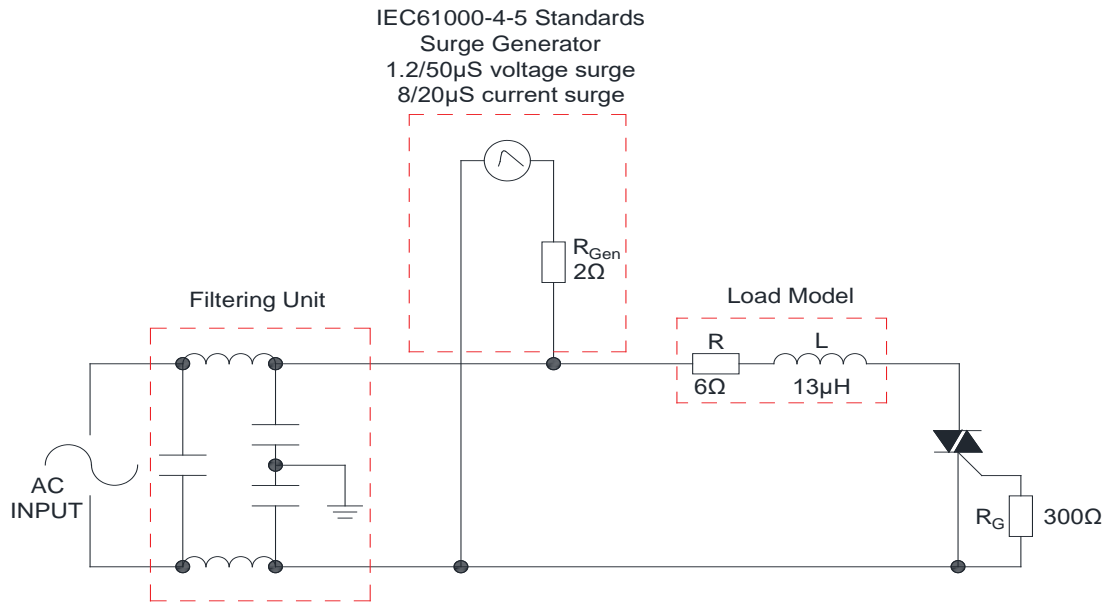 IEC61000-4-5 Standards
Surge Generator
1.2/50μS voltage surge
8/20μS current surge
RGen
2Ω
Filtering Unit
Load Model
R
L
6Ω
13μH
AC
INPUT
RG
300Ω